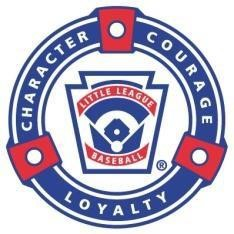 CHARACTER
COURAGE
LITTLE LEAGUE
BASEBALL
®
LOYALTY